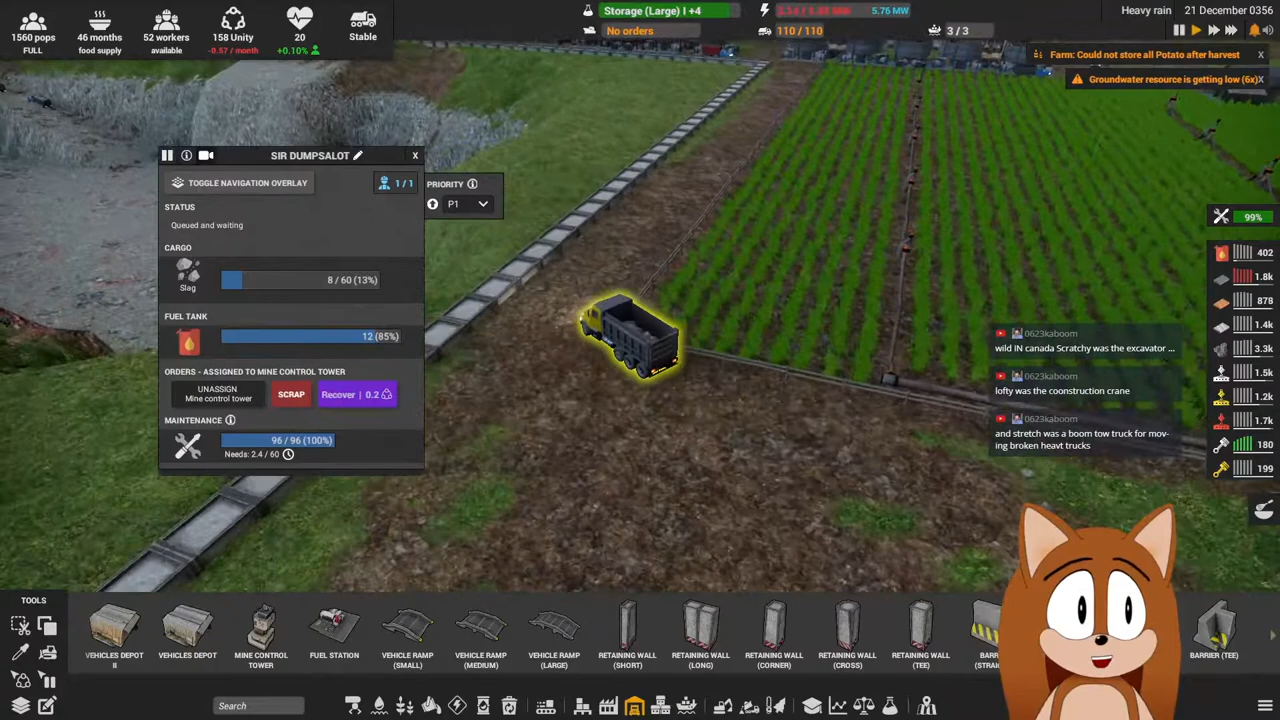 1560 pops
FULL
46 months
food supply
52 workers
available
158 Unity
-0.57 / month
20
+0.10%
Stable
Storage (Large) I +4
No orders
5.76 MW
110 / 110
3 / 3
Heavy rain
21 December 0356
Farm: Could not store all Potato after harvest
X
Groundwater resource is getting low (6x)
X
SIR DUMPSALOT
X
TOGGLE NAVIGATION OVERLAY
1 / 1
PRIORITY
P1
STATUS
Queued and waiting
CARGO
Slag
8 / 60 (13%)
FUEL TANK
12 (85%)
ORDERS - ASSIGNED TO MINE CONTROL TOWER
UNASSIGN
Mine control tower
SCRAP
Recover | 0.2
MAINTENANCE
96 / 96 (100%)
Needs: 2.4 / 60
99%
402
1.8k
878
1.4k
3.3k
1.5k
1.2k
1.7k
180
199
0623kaboom
wild IN canada Scratchy was the excavator ...
0623kaboom
lofty was the coonstruction crane
0623kaboom
and stretch was a boom tow truck for mov-
ing broken heavt trucks
TOOLS
VEHICLES DEPOT
II
VEHICLES DEPOT
MINE CONTROL
TOWER
FUEL STATION
VEHICLE RAMP
(SMALL)
VEHICLE RAMP
(MEDIUM)
VEHICLE RAMP
(LARGE)
RETAINING WALL
(SHORT)
RETAINING WALL
(LONG)
RETAINING WALL
(CORNER)
RETAINING WALL
(CROSS)
RETAINING WALL
(TEE)
BARRIER (TEE)
Search